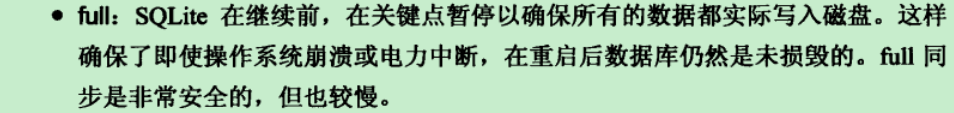 ● full：SQLite 在继续前，在关键点暂停以确保所有的数据都实际写入磁盘。这样
确保了即使操作系统崩溃或电力中断，在重启后数据库仍然是未损毁的。full 同
步是非常安全的，但也较慢。